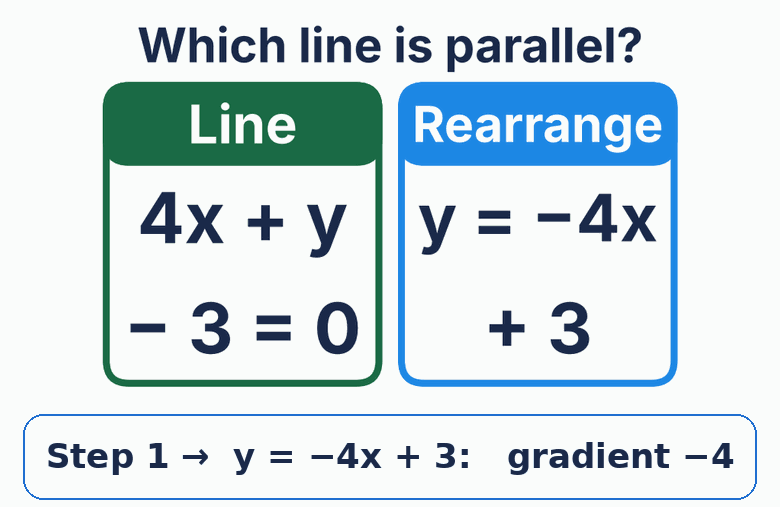 Which line is parallel?
Line
4x + y
− 3 = 0
Rearrange
y = −4x
+ 3
Step 1 → y = −4x + 3: gradient −4